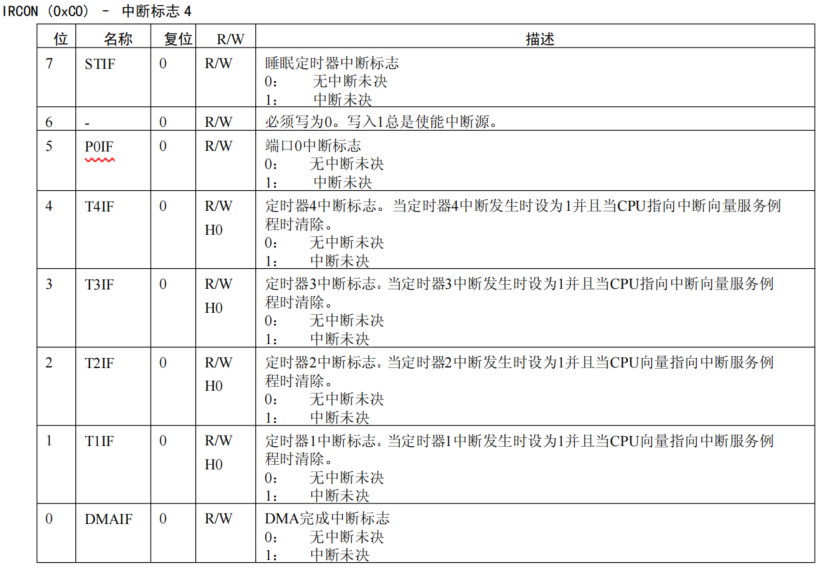 IRCON (0xC0) – 中断标志 4
位 名称 复位 R/W 描述
7 STIF 0 R/W 睡眠定时器中断标志
0： 无中断未决
1： 中断未决
6 - 0 R/W 必须写为0。写入1总是使能中断源。
5 P0IF 0 R/W 端口0中断标志
0： 无中断未决
1： 中断未决
4 T4IF 0 R/W 定时器4中断标志。当定时器4中断发生时设为1并且当CPU指向中断向量服务例
H0 程时清除。
0： 无中断未决
1： 中断未决
3 T3IF 0 R/W 定时器3中断标志。当定时器3中断发生时设为1并且当CPU指向中断向量服务例
H0 程时清除。
0： 无中断未决
1： 中断未决
2 T2IF 0 R/W 定时器2中断标志。当定时器2中断发生时设为1并且当CPU向量指向中断服务例
H0 程时清除。
0： 无中断未决
1： 中断未决
1 T1IF 0 R/W 定时器1中断标志。当定时器1中断发生时设为1并且当CPU向量指向中断服务例
H0 程时清除。
0： 无中断未决
1： 中断未决
0 DMAIF 0 R/W DMA完成中断标志
0： 无中断未决
1： 中断未决